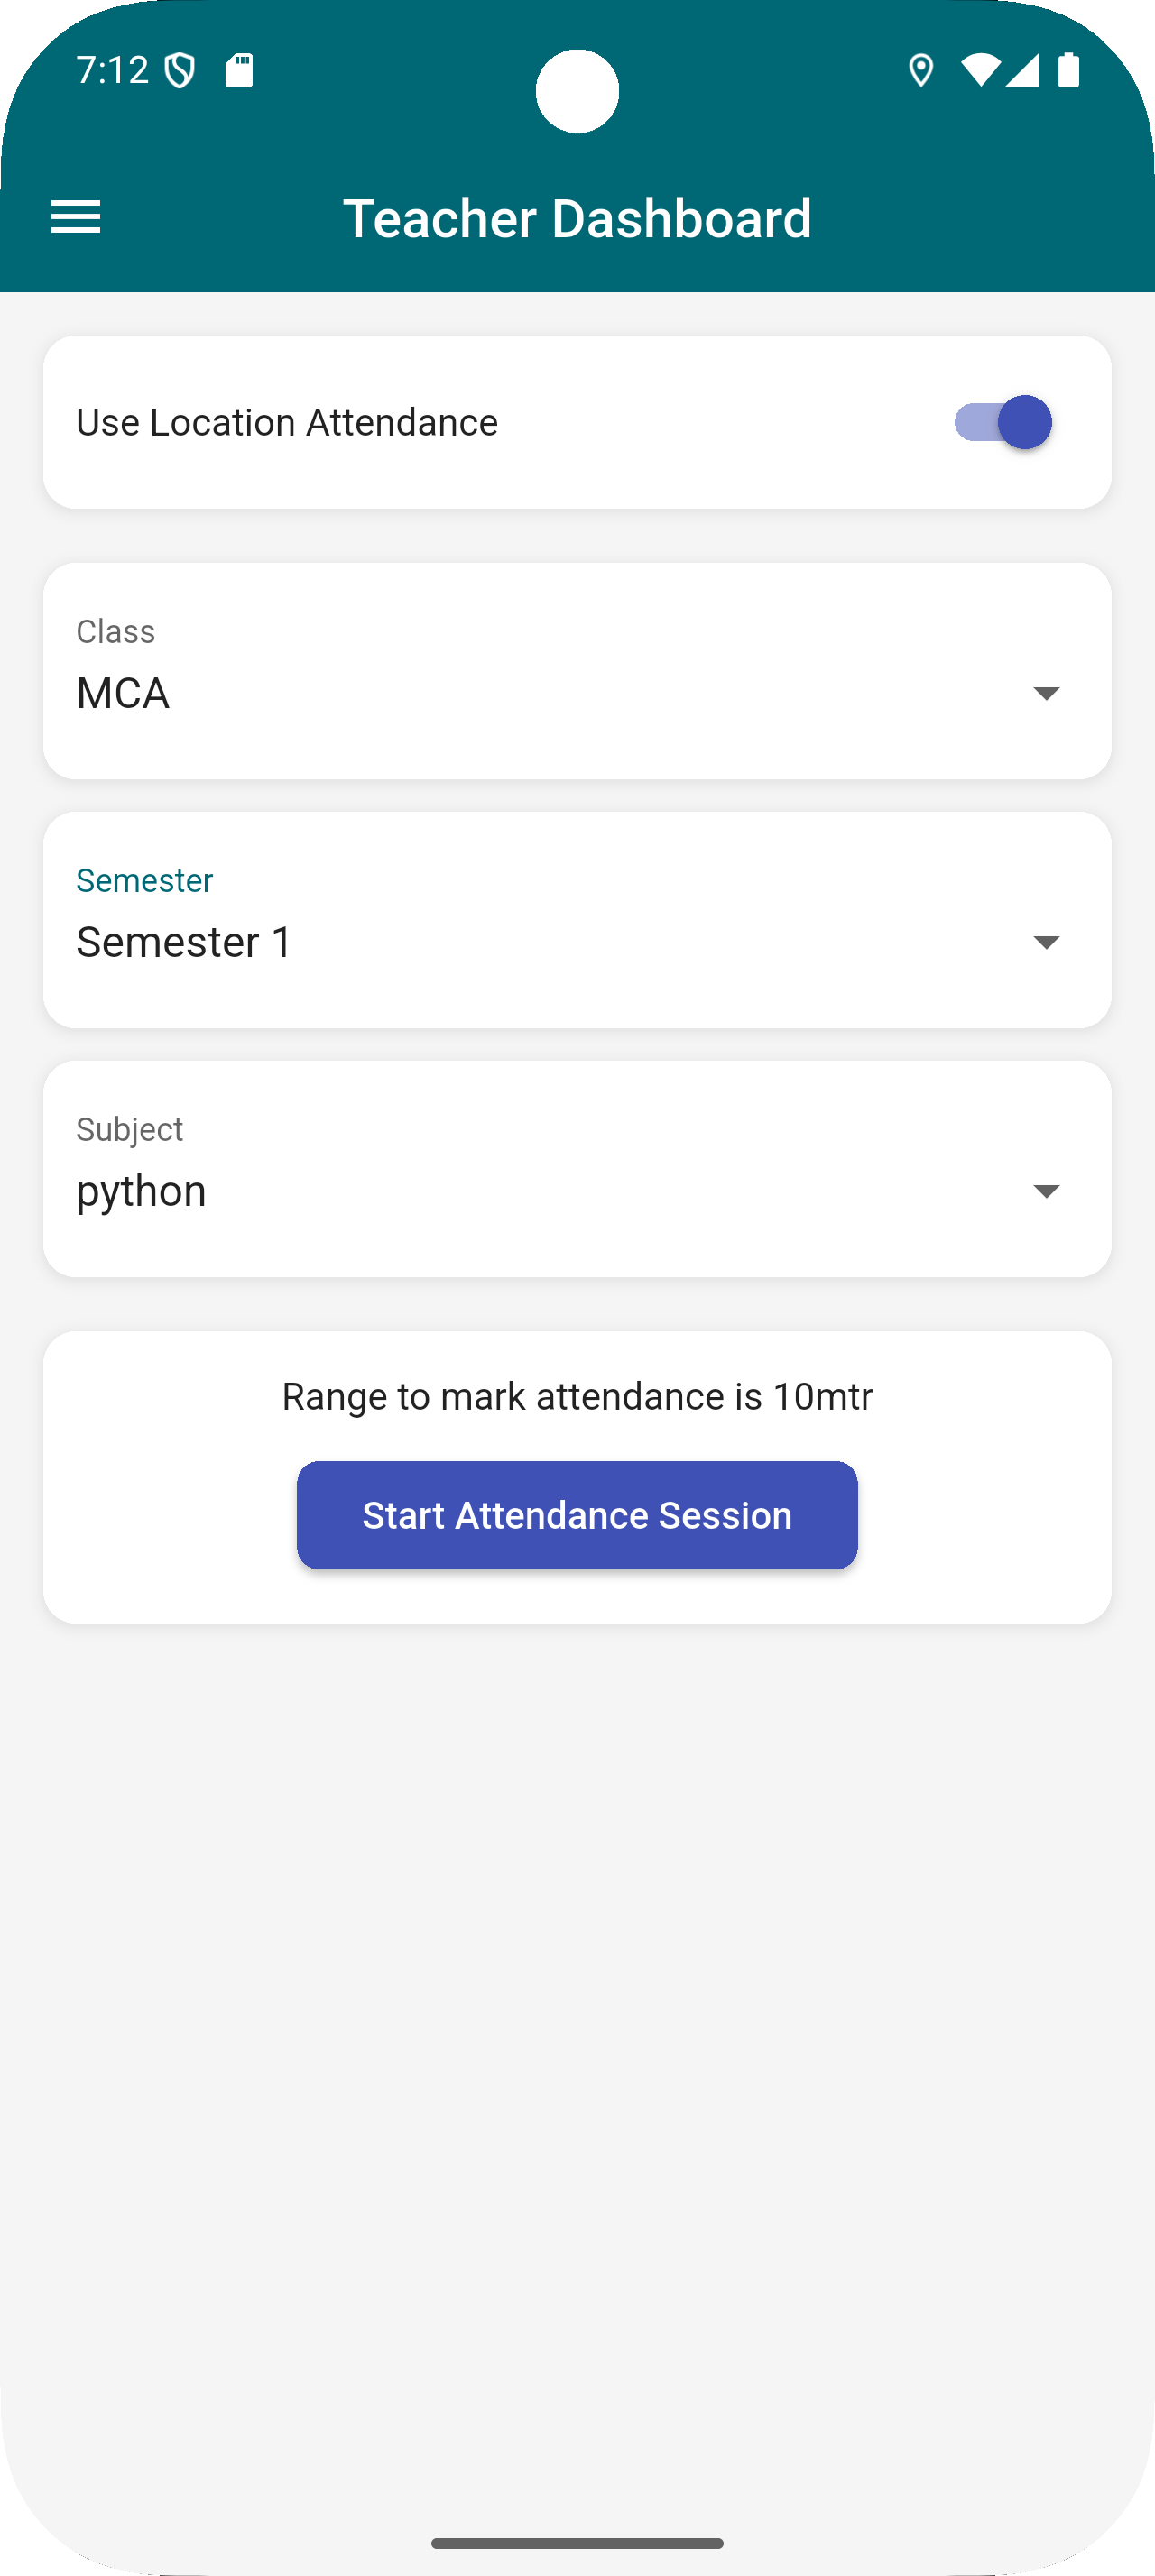 7:12
Teacher Dashboard
Use Location Attendance
Class
MCA
Semester
Semester 1
Subject
python
Range to mark attendance is 10mtr
Start Attendance Session